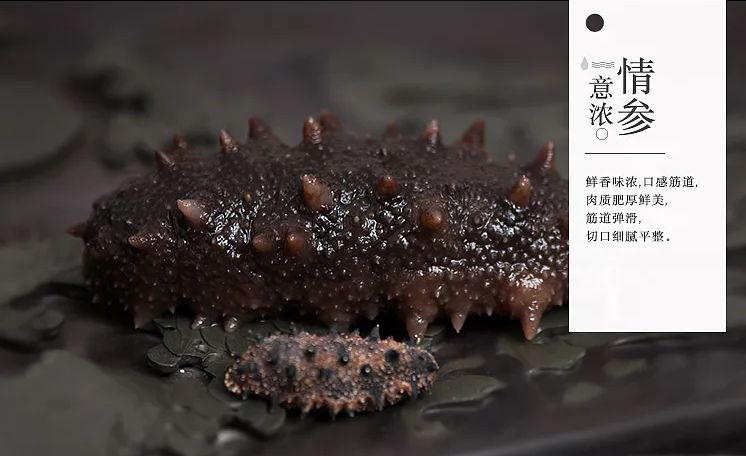 情参
意浓
鲜香味浓,口感筋道,
肉质肥厚鲜美,
筋道弹滑,
切口细腻平整。